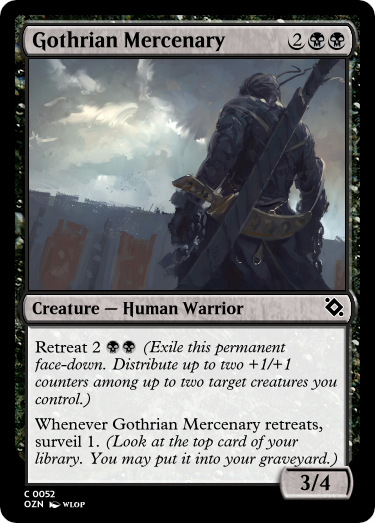 Gothrian Mercenary 2
Creature — Human Warrior
Retreat 2 (Exile this permanent
face-down. Distribute up to two +1/+1
counters among up to two target creatures you
control.)
Whenever Gothrian Mercenary retreats,
surveil 1. (Look at the top card of your
library. You may put it into your graveyard.)
3/4
C 0052
OZN WLOP